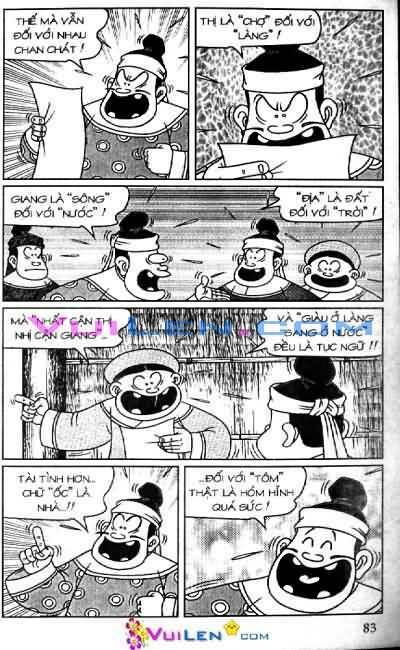 THẾ MÀ VẪN
ĐỐI VỚI NHAU
CHAN CHÁT !
THỊ LÀ "CHỢ" ĐỐI VỚI
"LÀNG" !
GIANG LÀ "SÔNG"
ĐỐI VỚI "NƯỚC" !
"ĐỊA" LÀ ĐẤT
ĐỐI VỚI "TRỜI" !
MÀ "NHẤT CẬN THỊ
NHỊ CẬN GIANG"
VÀ "GIÀU Ở LÀNG
SANG Ở NƯỚC"
ĐỀU LÀ TỤC NGỮ !!
VUILEN.COM
TÀI TÌNH HƠN...
CHỮ "ỐC" LÀ
NHÀ...!!
...ĐỐI VỚI "TÔM"
THẬT LÀ HÓM HỈNH
QUÁ SỨC !
83
VUILEN.COM